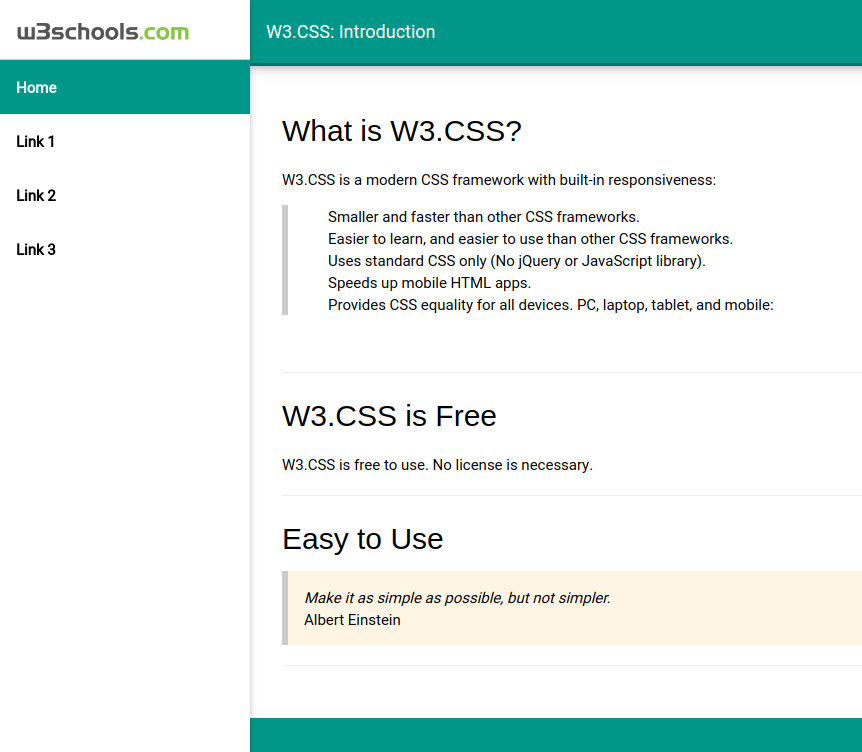 w3schools.com
Home
Link 1
Link 2
Link 3
W3.CSS: Introduction
What is W3.CSS?
W3.CSS is a modern CSS framework with built-in responsiveness:
Smaller and faster than other CSS frameworks.
Easier to learn, and easier to use than other CSS frameworks.
Uses standard CSS only (No jQuery or JavaScript library).
Speeds up mobile HTML apps.
Provides CSS equality for all devices. PC, laptop, tablet, and mobile:
W3.CSS is Free
W3.CSS is free to use. No license is necessary.
Easy to Use
Make it as simple as possible, but not simpler.
Albert Einstein